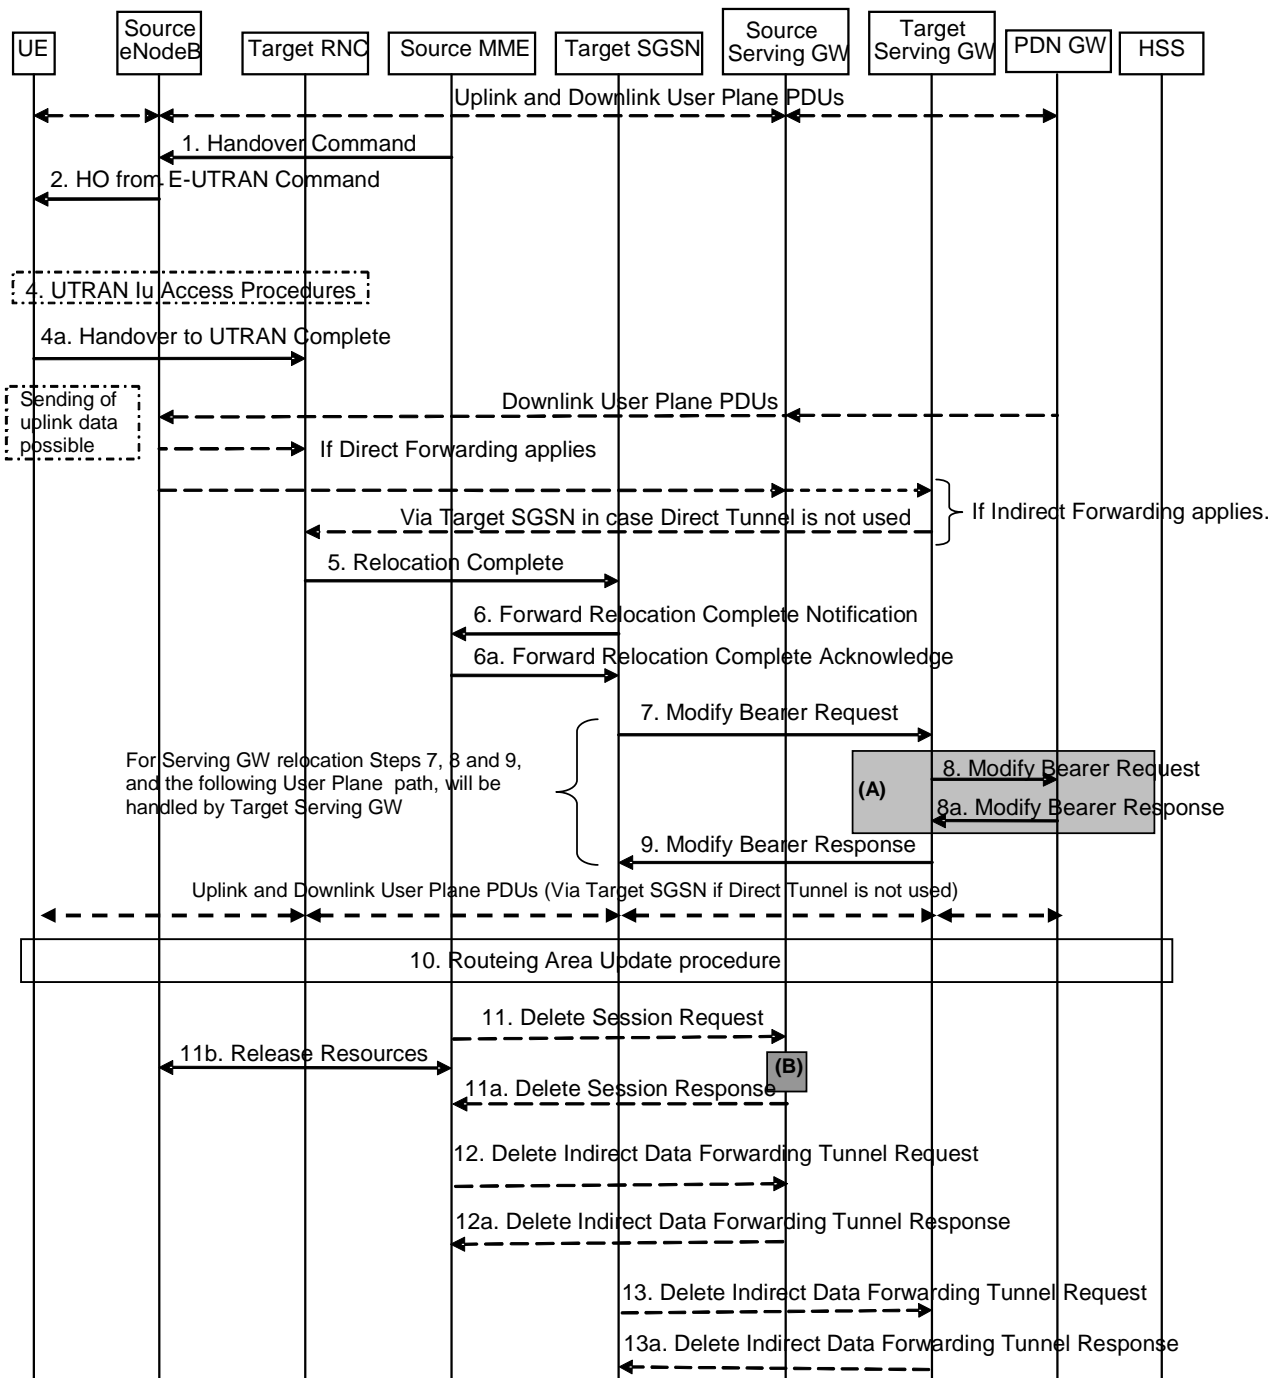 UE
Source
eNodeB
Target RNC
Source MME
Target SGSN
Source
Serving GW
Target
Serving GW
PDN GW
HSS
Uplink and Downlink User Plane PDUs
1. Handover Command
2. HO from E-UTRAN Command
4. UTRAN Iu Access Procedures
4a. Handover to UTRAN Complete
Sending of
uplink data
possible
Downlink User Plane PDUs
If Direct Forwarding applies
Via Target SGSN in case Direct Tunnel is not used
If Indirect Forwarding applies.
5. Relocation Complete
6. Forward Relocation Complete Notification
6a. Forward Relocation Complete Acknowledge
7. Modify Bearer Request
For Serving GW relocation Steps 7, 8 and 9,
and the following User Plane path, will be
handled by Target Serving GW
(A)
8. Modify Bearer Request
8a. Modify Bearer Response
9. Modify Bearer Response
Uplink and Downlink User Plane PDUs (Via Target SGSN if Direct Tunnel is not used)
10. Routeing Area Update procedure
11. Delete Session Request
11b. Release Resources
(B)
11a. Delete Session Response
12. Delete Indirect Data Forwarding Tunnel Request
12a. Delete Indirect Data Forwarding Tunnel Response
13. Delete Indirect Data Forwarding Tunnel Request
13a. Delete Indirect Data Forwarding Tunnel Response